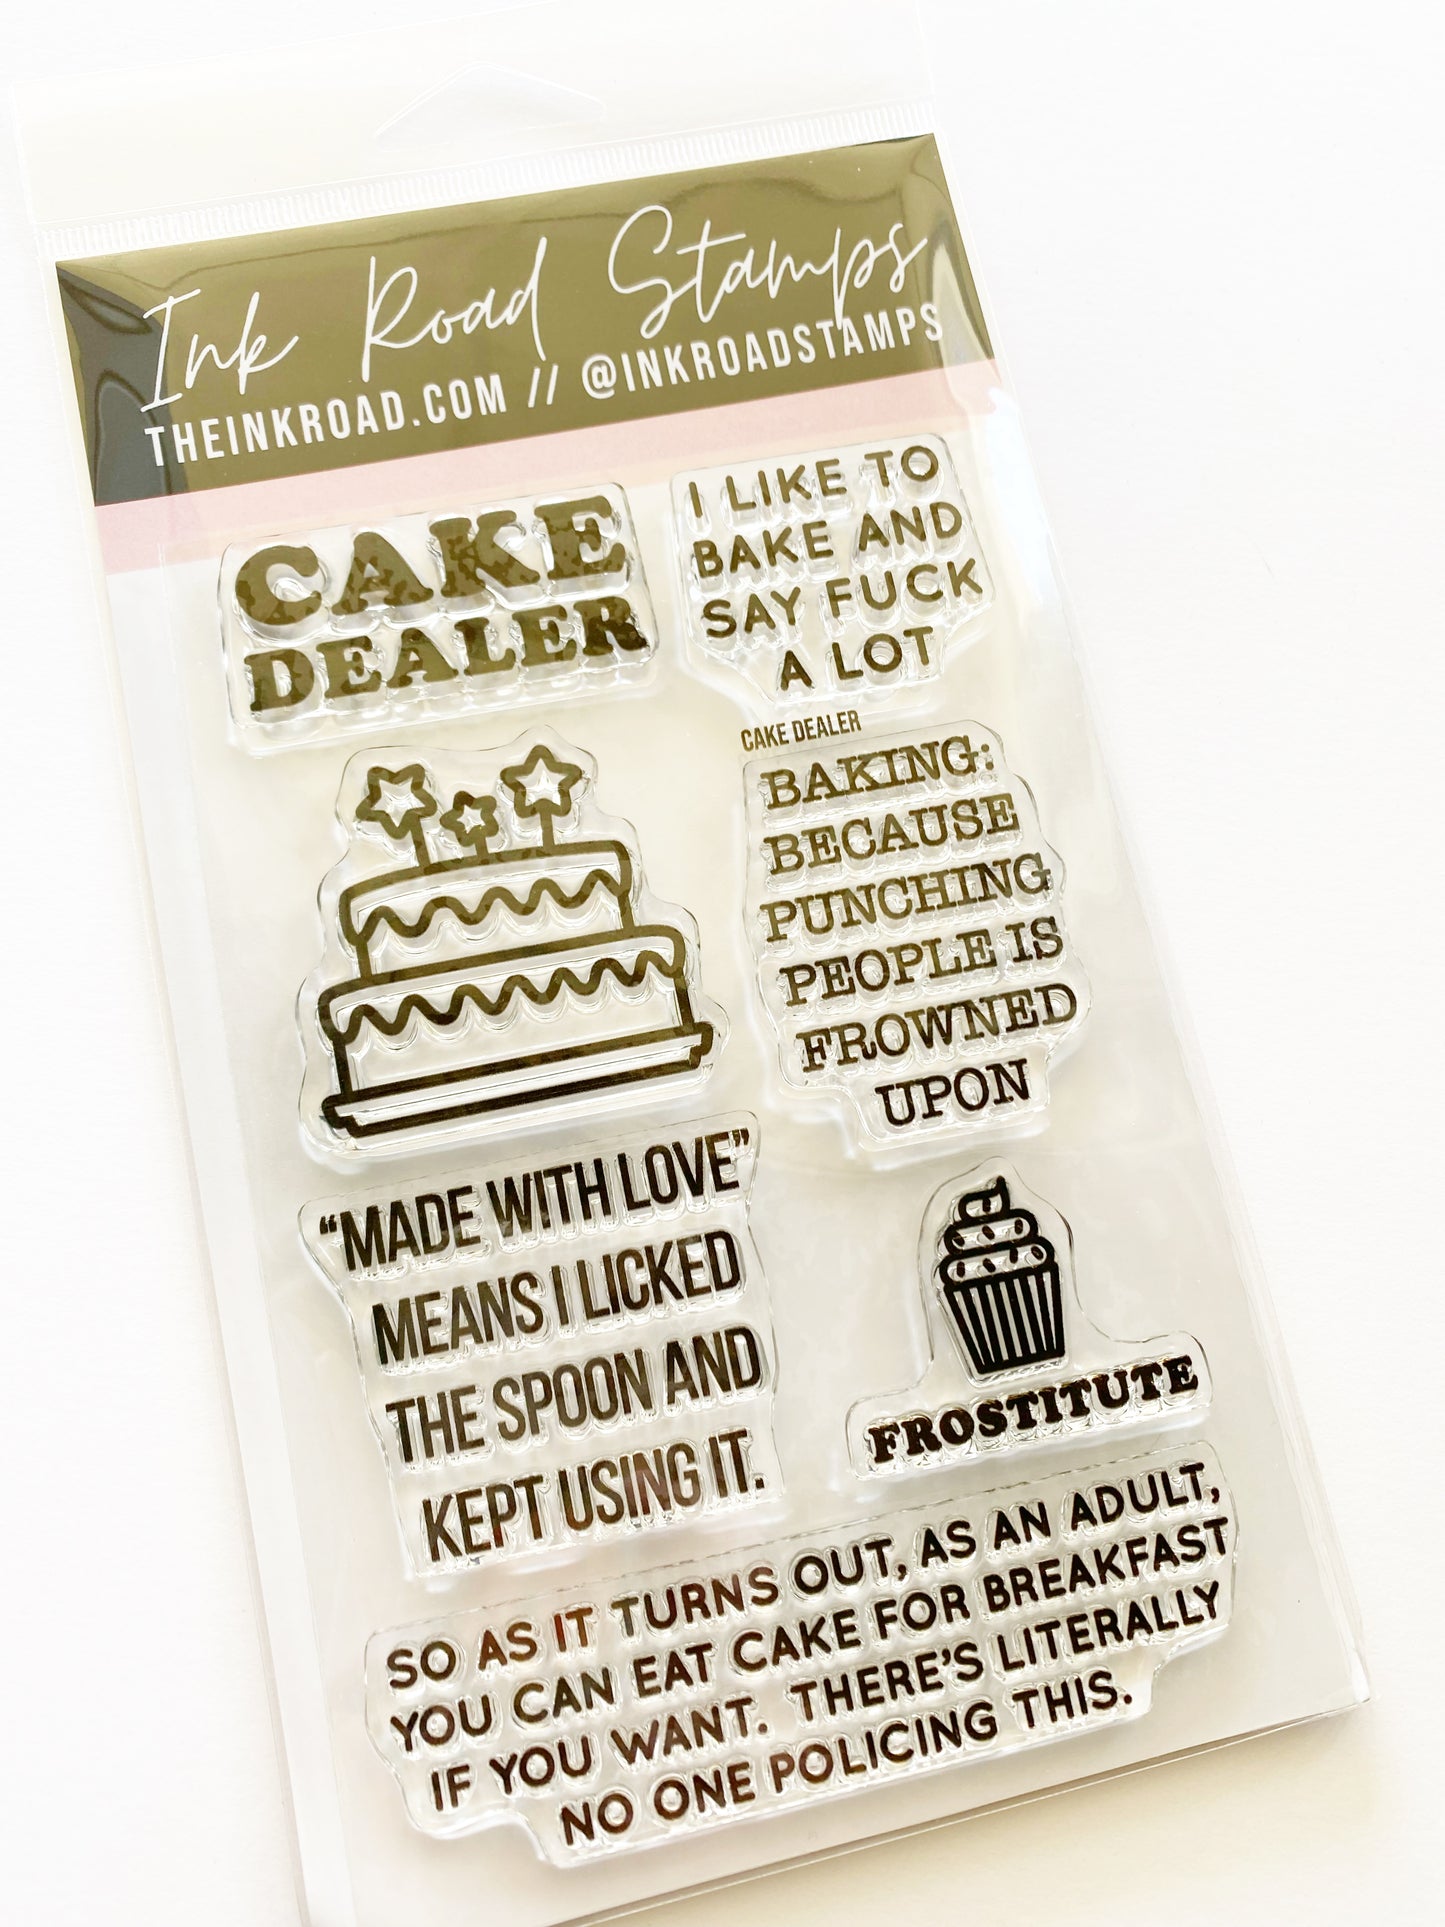 Ink Road Stamps
THEINKROAD.COM // @INKROADSTAMPS
CAKE
DEALER
I LIKE TO
BAKE AND
SAY FUCK
A LOT
CAKE DEALER
BAKING:
BECAUSE
PUNCHING
PEOPLE IS
FROWNED
UPON
“MADE WITH LOVE”
MEANS I LICKED
THE SPOON AND
KEPT USING IT.
FROSTITUTE
SO AS IT TURNS OUT, AS AN ADULT,
YOU CAN EAT CAKE FOR BREAKFAST
IF YOU WANT. THERE’S LITERALLY
NO ONE POLICING THIS.